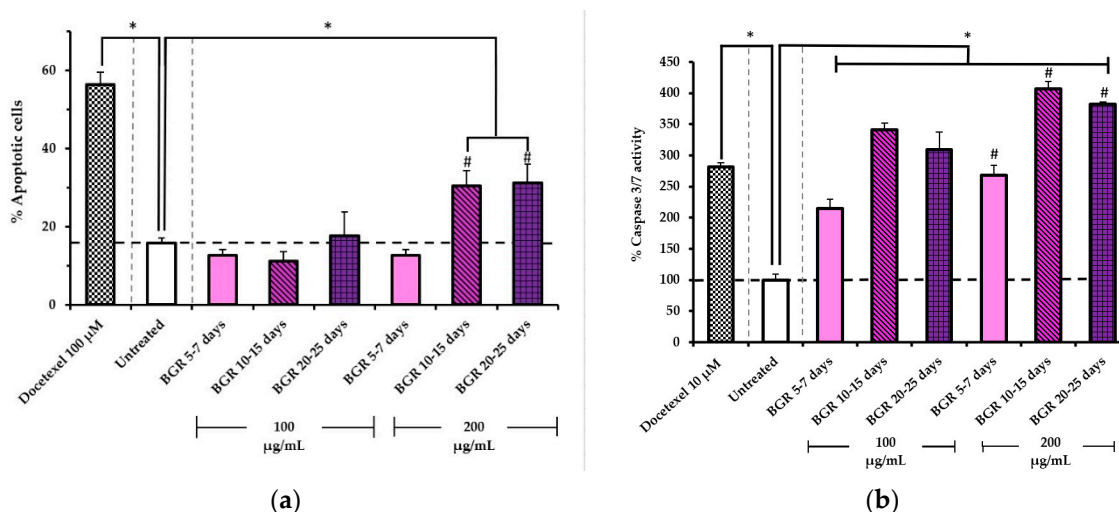 *
*
60
40
20
0
% Apoptotic cells
#
#
Docetexel 100 µM
Untreated
BGR 5-7 days
BGR 10-15 days
BGR 20-25 days
BGR 5-7 days
BGR 10-15 days
BGR 20-25 days
100
µg/mL
200
µg/mL
(a)
*
*
450
400
350
300
250
200
150
100
50
0
% Caspase 3/7 activity
#
#
#
Docetexel 10 µM
Untreated
BGR 5-7 days
BGR 10-15 days
BGR 20-25 days
BGR 5-7 days
BGR 10-15 days
BGR 20-25 days
100
µg/mL
200
µg/mL
(b)